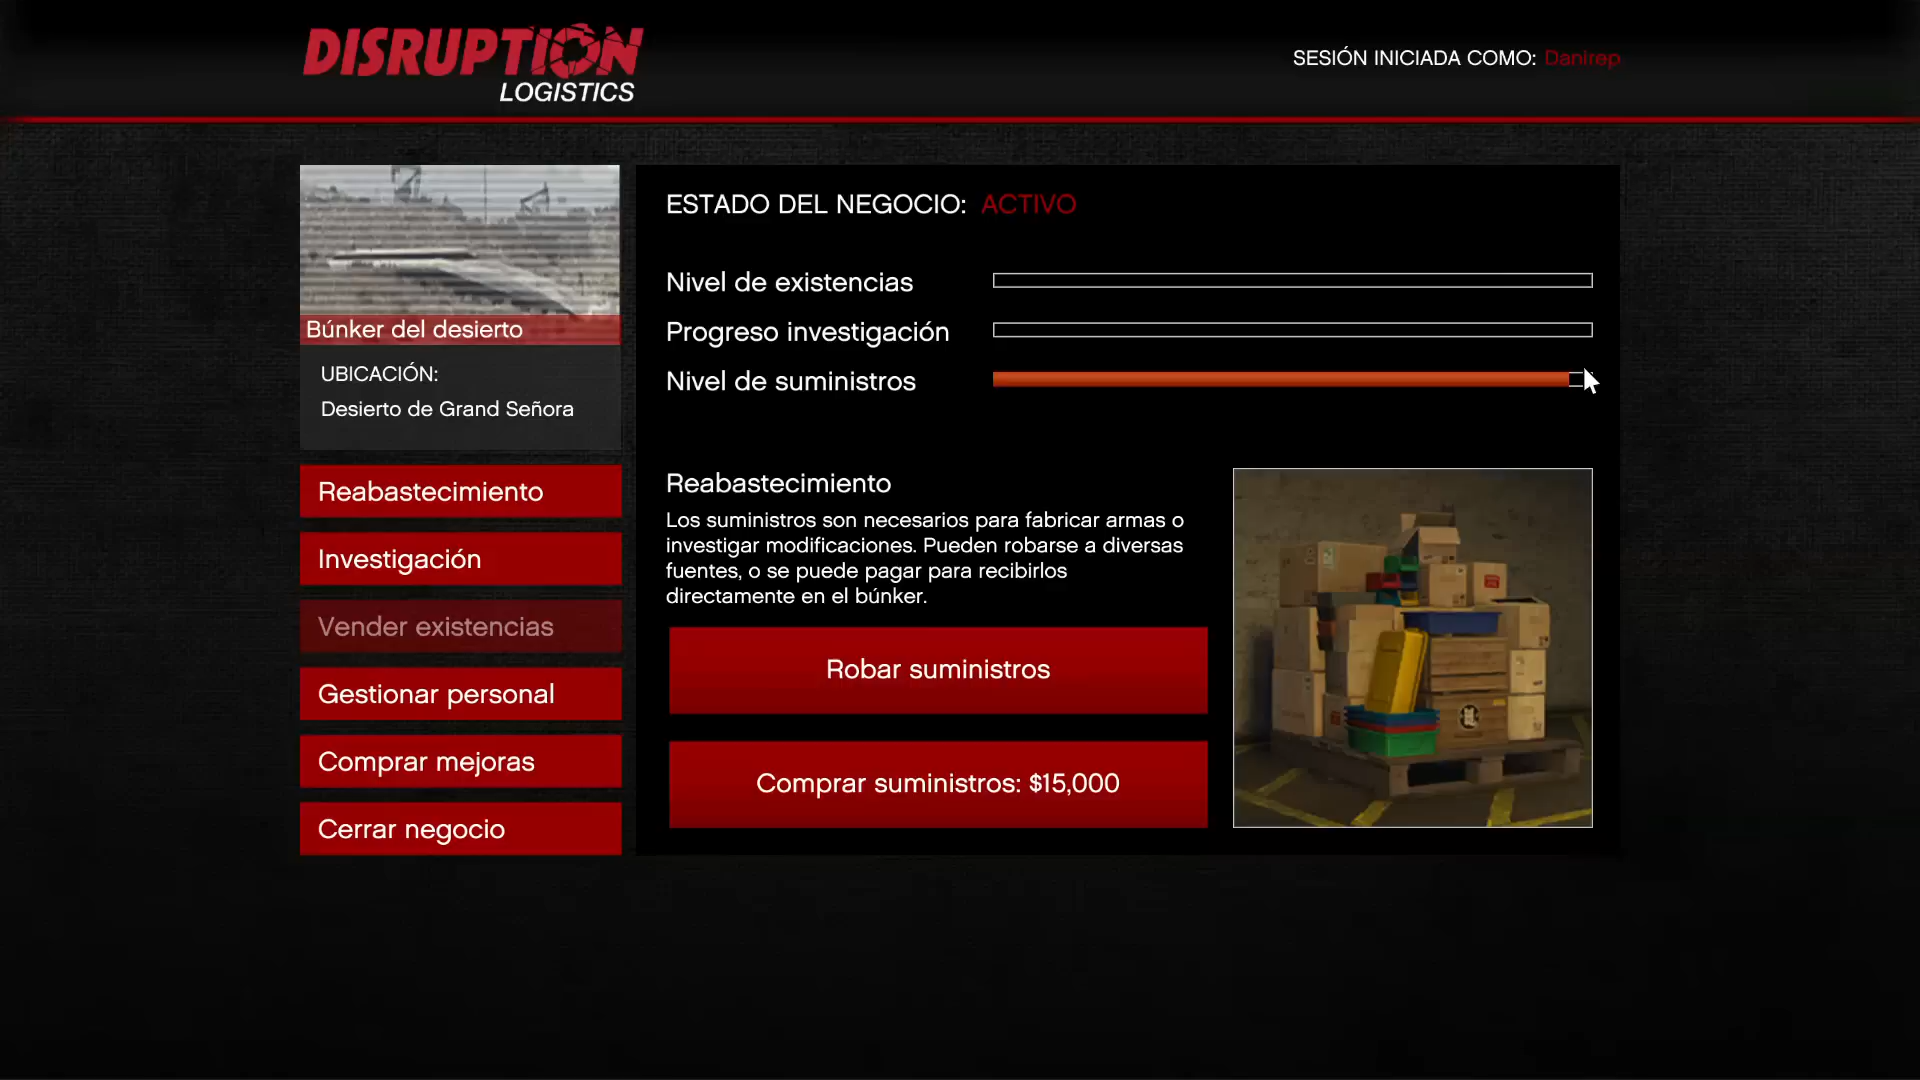 DISRUPTION
LOGISTICS
SESIÓN INICIADA COMO: Danirep
Búnker del desierto
UBICACIÓN:
Desierto de Grand Señora
Reabastecimiento
Investigación
Vender existencias
Gestionar personal
Comprar mejoras
Cerrar negocio
ESTADO DEL NEGOCIO: ACTIVO
Nivel de existencias
Progreso investigación
Nivel de suministros
Reabastecimiento
Los suministros son necesarios para fabricar armas o
investigar modificaciones. Pueden robarse a diversas
fuentes, o se puede pagar para recibirlos
directamente en el búnker.
Robar suministros
Comprar suministros: $15,000